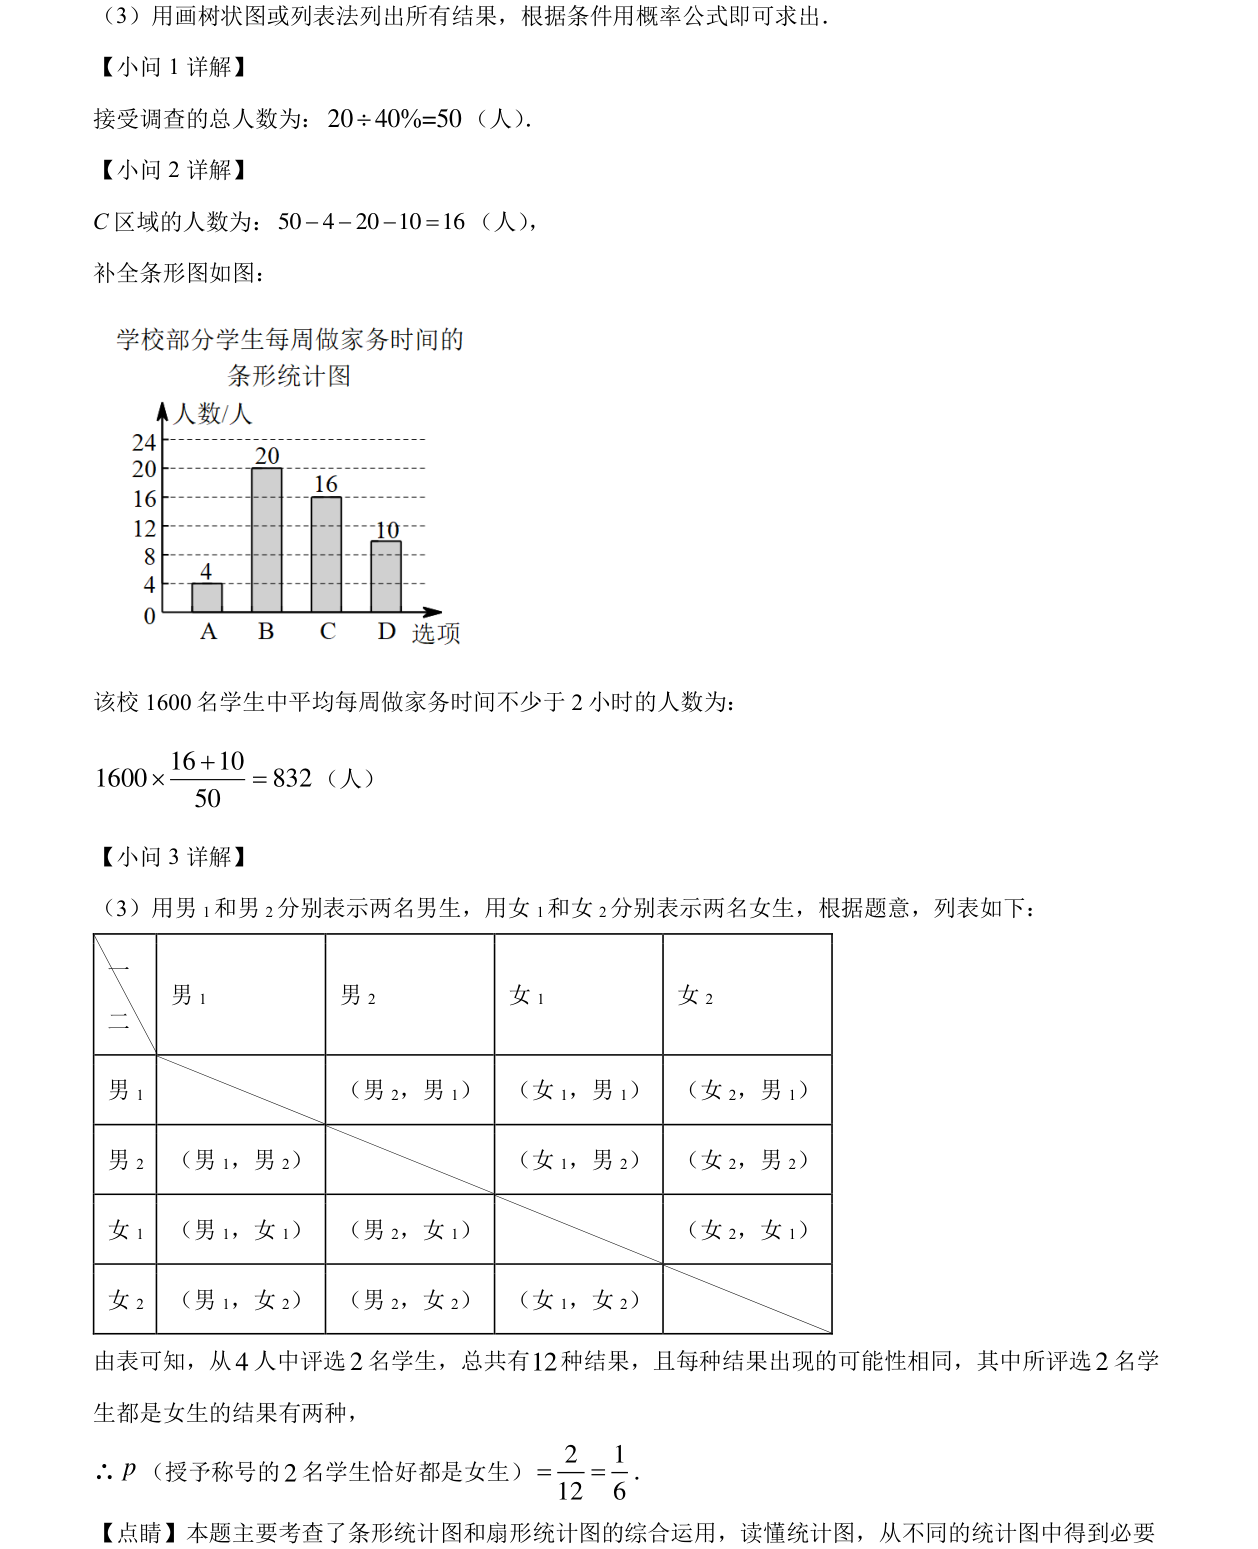 （3）用画树状图或列表法列出所有结果，根据条件用概率公式即可求出．
【小问 1 详解】
接受调查的总人数为：20÷40%=50（人）．
【小问 2 详解】
C 区域的人数为：50－4－20－10＝16（人），
补全条形图如图：
学校部分学生每周做家务时间的
条形统计图
人数/人
24
20
16
12
8
4
0
4
20
16
10
A B C D 选项
该校 1600 名学生中平均每周做家务时间不少于 2 小时的人数为：
1600×(16+10)/50=832（人）
【小问 3 详解】
（3）用男1和男2分别表示两名男生，用女1和女2分别表示两名女生，根据题意，列表如下：
一
二 男1 男2 女1 女2
男1 （男2，男1） （女1，男1） （女2，男1）
男2 （男1，男2） （女1，男2） （女2，男2）
女1 （男1，女1） （男2，女1） （女2，女1）
女2 （男1，女2） （男2，女2） （女1，女2）
由表可知，从 4 人中评选 2 名学生，总共有 12 种结果，且每种结果出现的可能性相同，其中所评选 2 名学
生都是女生的结果有两种，
∴ P（授予称号的 2 名学生恰好都是女生）=2/12=1/6．
【点睛】本题主要考查了条形统计图和扇形统计图的综合运用，读懂统计图，从不同的统计图中得到必要